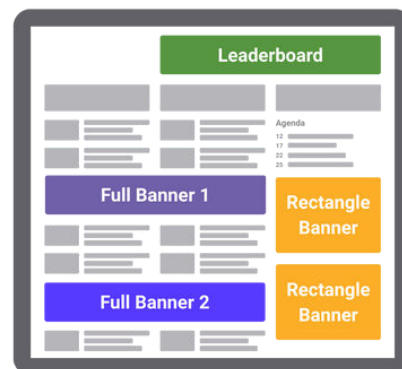 Leaderboard
Agenda
12
17
22
25
Full Banner 1
Rectangle
Banner
Full Banner 2
Rectangle
Banner